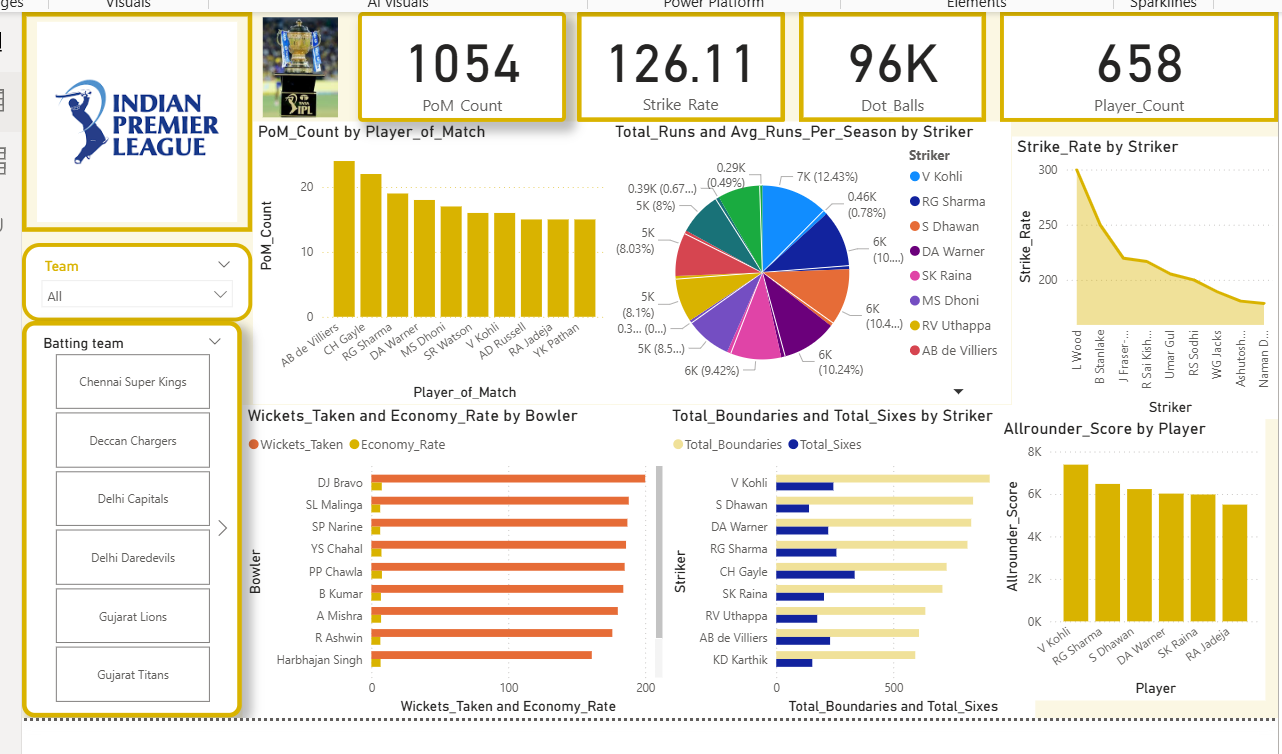 ges
Visuals
AI visuals
Power Platform
Elements
Sparklines
INDIAN
PREMIER
LEAGUE
IPL
1054
PoM_Count
126.11
Strike_Rate
96K
Dot_Balls
658
Player_Count
Team
All
Batting team
Chennai Super Kings
Deccan Chargers
Delhi Capitals
Delhi Daredevils
Gujarat Lions
Gujarat Titans
PoM_Count by Player_of_Match
PoM_Count
20
10
0
AB de Villiers
CH Gayle
RG Sharma
DA Warner
MS Dhoni
SR Watson
V Kohli
AD Russell
RA Jadeja
YK Pathan
Player_of_Match
Total_Runs and Avg_Runs_Per_Season by Striker
7K (12.43%)
0.46K
(0.78%)
6K
(10....)
6K
(10.4...)
6K
(10.24%)
6K (9.42%)
5K (8.5...)
0.3... (0...)
5K
(8.1%)
5K
(8.03%)
5K (8%)
0.39K (0.67...)
0.29K
(0.49%)
Striker
V Kohli
RG Sharma
S Dhawan
DA Warner
SK Raina
MS Dhoni
RV Uthappa
AB de Villiers
Strike_Rate by Striker
Strike_Rate
300
250
200
L Wood
B Stanlake
J Fraser-...
R Sai Kish...
Umar Gul
RS Sodhi
WG Jacks
Ashutosh...
Naman D...
Striker
Wickets_Taken and Economy_Rate by Bowler
Wickets_Taken
Economy_Rate
Bowler
DJ Bravo
SL Malinga
SP Narine
YS Chahal
PP Chawla
B Kumar
A Mishra
R Ashwin
Harbhajan Singh
0
100
200
Wickets_Taken and Economy_Rate
Total_Boundaries and Total_Sixes by Striker
Total_Boundaries
Total_Sixes
Striker
V Kohli
S Dhawan
DA Warner
RG Sharma
CH Gayle
SK Raina
RV Uthappa
AB de Villiers
KD Karthik
0
500
Total_Boundaries and Total_Sixes
Allrounder_Score by Player
Allrounder_Score
8K
6K
4K
2K
0K
V Kohli
RG Sharma
S Dhawan
DA Warner
SK Raina
RA Jadeja
Player